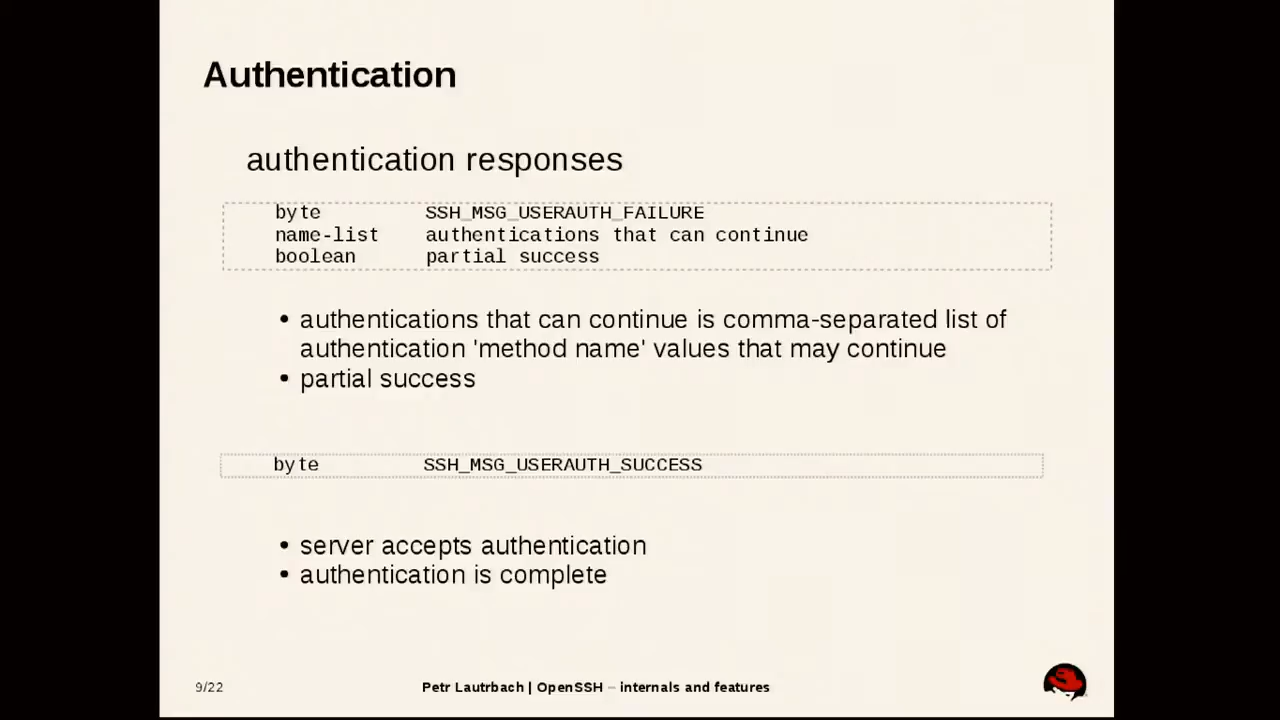 Authentication
authentication responses
byte SSH_MSG_USERAUTH_FAILURE
name-list authentications that can continue
boolean partial success
• authentications that can continue is comma-separated list of
authentication 'method name' values that may continue
• partial success
byte SSH_MSG_USERAUTH_SUCCESS
• server accepts authentication
• authentication is complete
9/22 Petr Lautrbach | OpenSSH – internals and features